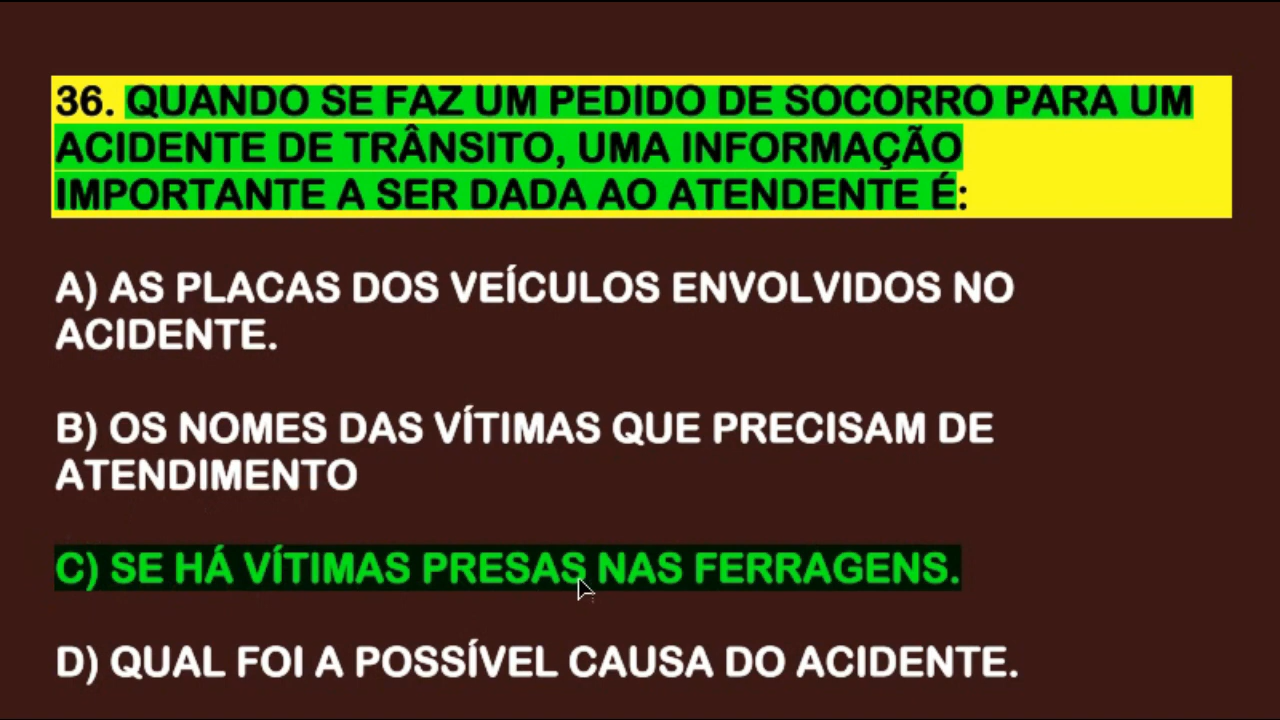 36. QUANDO SE FAZ UM PEDIDO DE SOCORRO PARA UM
ACIDENTE DE TRÂNSITO, UMA INFORMAÇÃO
IMPORTANTE A SER DADA AO ATENDENTE É:
A) AS PLACAS DOS VEÍCULOS ENVOLVIDOS NO
ACIDENTE.
B) OS NOMES DAS VÍTIMAS QUE PRECISAM DE
ATENDIMENTO
C) SE HÁ VÍTIMAS PRESAS NAS FERRAGENS.
D) QUAL FOI A POSSÍVEL CAUSA DO ACIDENTE.